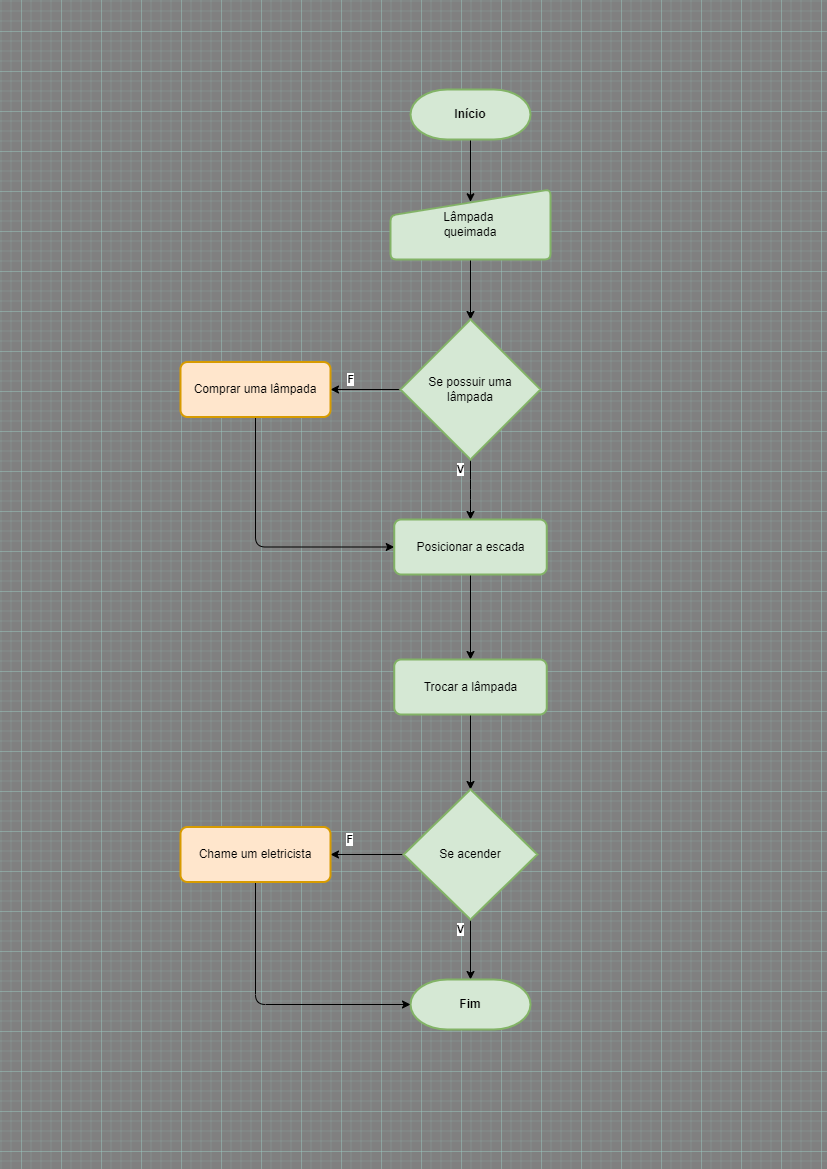 Início
Lâmpada
queimada
Se possuir uma
lâmpada
F
Comprar uma lâmpada
V
Posicionar a escada
Trocar a lâmpada
Se acender
F
Chame um eletricista
V
Fim